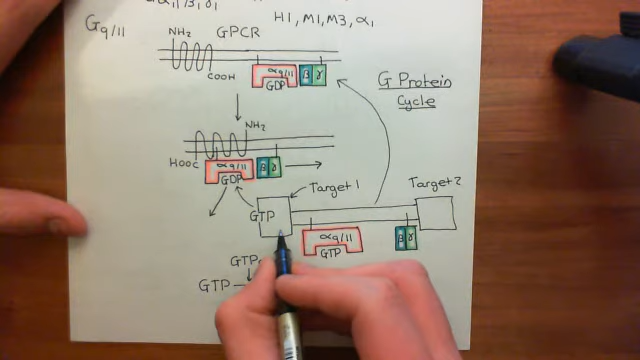 Gq/11
H1, M1, M3, α1
NH2
GPCR
COOH
αq/11
GDP
β γ
G Protein
Cycle
NH2
HOOC
αq/11
GDP
β γ
Target 1
Target 2
GTP
αq/11
GTP
β γ
GTP